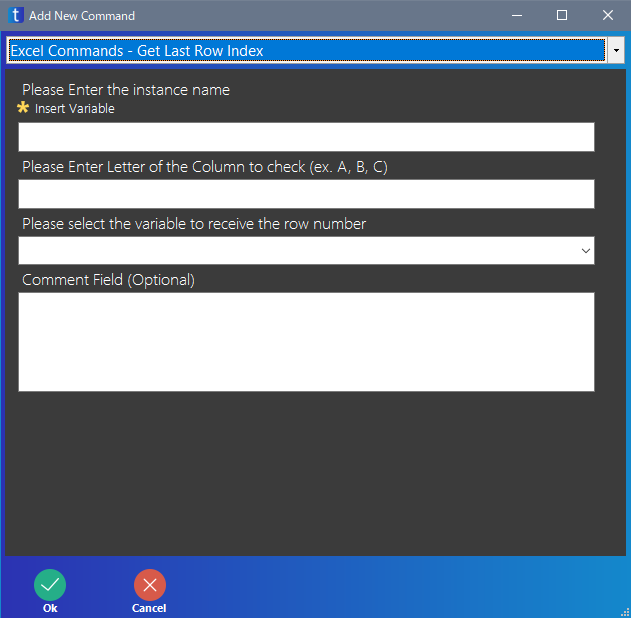 t Add New Command
Excel Commands - Get Last Row Index
Please Enter the instance name
Insert Variable
Please Enter Letter of the Column to check (ex. A, B, C)
Please select the variable to receive the row number
Comment Field (Optional)
Ok
Cancel